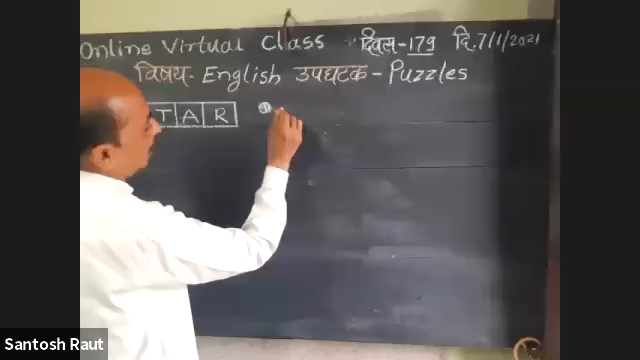 Online Virtual Class दिवस-179 दि.7/1/2021
विषय- English उपघटक - Puzzles
T A R
Santosh Raut